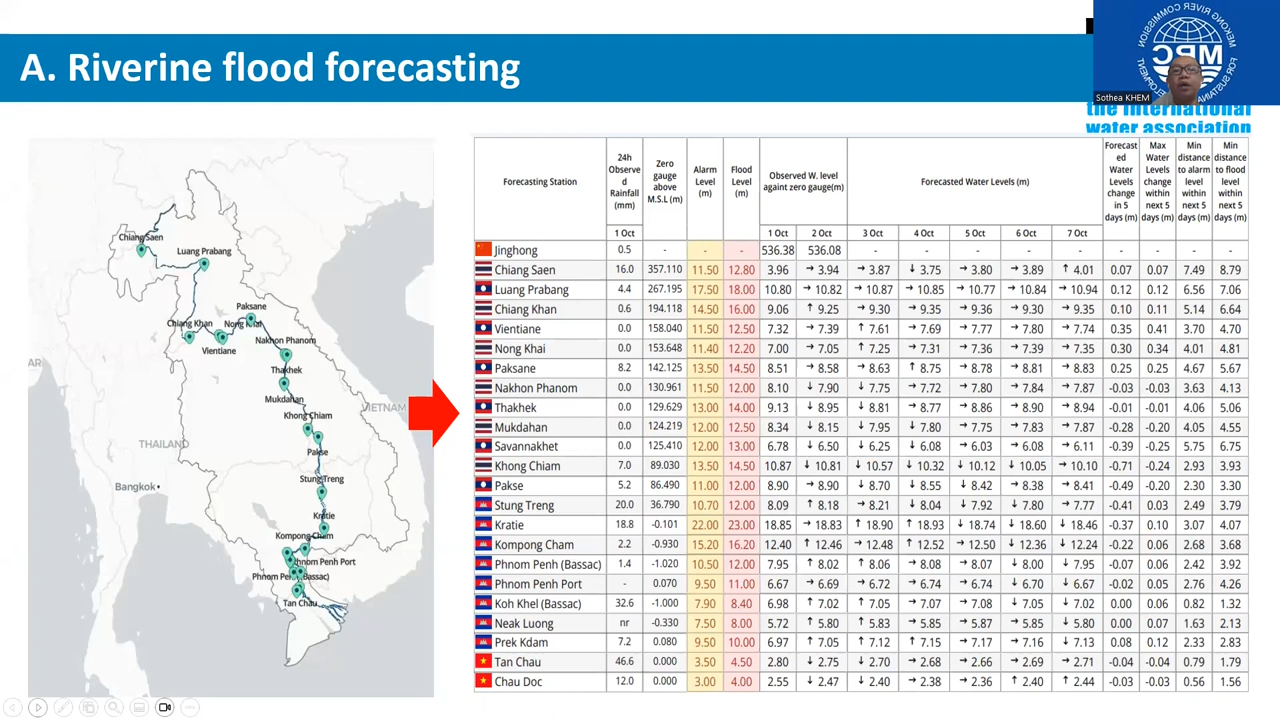 A. Riverine flood forecasting
MEKONG RIVER COMMISSION
MRC
FOR SUSTAINABLE DEVELOPMENT
Sothea KHEM
the international
water association
Chiang Saen
Luang Prabang
Paksane
Chiang Khan
Nong Khai
Vientiane
Nakhon Phanom
Thakhek
Mukdahan
Khong Chiam
Pakse
VIETNAM
THAILAND
Bangkok
Stung Treng
Kratie
Kompong Cham
Phnom Penh Port
Phnom Penh (Bassac)
Tan Chau
Forecasting Station 24h Observed Rainfall (mm) Zero gauge above M.S.L (m) Alarm Level (m) Flood Level (m) Observed W. level againt zero gauge(m) Forecasted Water Levels (m) Forecasted Water Levels change in 5 days (m) Max Water Levels change within next 5 days (m) Min distance to alarm level within next 5 days (m) Min distance to flood level within next 5 days (m)
1 Oct 1 Oct 2 Oct 3 Oct 4 Oct 5 Oct 6 Oct 7 Oct
Jinghong 0.5 - - - 536.38 536.08 - - - - - - - - -
Chiang Saen 16.0 357.110 11.50 12.80 3.96 → 3.94 → 3.87 ↓ 3.75 → 3.80 → 3.89 ↑ 4.01 0.07 0.07 7.49 8.79
Luang Prabang 4.4 267.195 17.50 18.00 10.80 → 10.82 → 10.87 → 10.85 → 10.77 → 10.84 → 10.94 0.12 0.12 6.56 7.06
Chiang Khan 0.6 194.118 14.50 16.00 9.06 ↑ 9.25 → 9.30 → 9.35 → 9.36 → 9.30 → 9.35 0.10 0.11 5.14 6.64
Vientiane 0.0 158.040 11.50 12.50 7.32 → 7.39 ↑ 7.61 → 7.69 → 7.77 → 7.80 → 7.74 0.35 0.41 3.70 4.70
Nong Khai 0.0 153.648 11.40 12.20 7.00 → 7.05 ↑ 7.25 → 7.31 → 7.36 → 7.39 → 7.35 0.30 0.34 4.01 4.81
Paksane 8.2 142.125 13.50 14.50 8.51 → 8.58 → 8.63 ↑ 8.75 → 8.78 → 8.81 → 8.83 0.25 0.25 4.67 5.67
Nakhon Phanom 0.0 130.961 11.50 12.00 8.10 ↓ 7.90 ↓ 7.75 → 7.72 → 7.80 → 7.84 → 7.87 -0.03 -0.03 3.63 4.13
Thakhek 0.0 129.629 13.00 14.00 9.13 ↓ 8.95 ↓ 8.81 → 8.77 → 8.86 → 8.90 → 8.94 -0.01 -0.01 4.06 5.06
Mukdahan 0.0 124.219 12.00 12.50 8.34 ↓ 8.15 ↓ 7.95 ↓ 7.80 → 7.75 → 7.83 → 7.87 -0.28 -0.20 4.05 4.55
Savannakhet 0.0 125.410 12.00 13.00 6.78 ↓ 6.50 ↓ 6.25 ↓ 6.08 → 6.03 → 6.08 → 6.11 -0.39 -0.25 5.75 6.75
Khong Chiam 7.0 89.030 13.50 14.50 10.87 ↓ 10.81 ↓ 10.57 ↓ 10.32 ↓ 10.12 ↓ 10.05 → 10.10 -0.71 -0.24 2.93 3.93
Pakse 5.2 86.490 11.00 12.00 8.90 → 8.90 ↓ 8.70 ↓ 8.55 ↓ 8.42 → 8.38 → 8.41 -0.49 -0.20 2.30 3.30
Stung Treng 20.0 36.790 10.70 12.00 8.09 ↑ 8.18 → 8.21 ↓ 8.04 ↓ 7.92 ↓ 7.80 → 7.77 -0.41 0.03 2.49 3.79
Kratie 18.8 -0.101 22.00 23.00 18.85 → 18.83 ↑ 18.90 ↑ 18.93 ↓ 18.74 ↓ 18.60 ↓ 18.46 -0.37 0.10 3.07 4.07
Kompong Cham 2.2 -0.930 15.20 16.20 12.40 ↑ 12.46 → 12.48 ↑ 12.52 → 12.50 ↓ 12.36 ↓ 12.24 -0.22 0.06 2.68 3.68
Phnom Penh (Bassac) 1.4 -1.020 10.50 12.00 7.95 ↑ 8.02 ↑ 8.06 → 8.08 → 8.07 ↓ 8.00 ↓ 7.95 -0.07 0.06 2.42 3.92
Phnom Penh Port - 0.070 9.50 11.00 6.67 → 6.69 → 6.72 → 6.74 → 6.74 ↓ 6.70 → 6.67 -0.02 0.05 2.76 4.26
Koh Khel (Bassac) 32.6 -1.000 7.90 8.40 6.98 ↑ 7.02 ↑ 7.05 → 7.07 → 7.08 ↓ 7.05 ↓ 7.02 0.00 0.06 0.82 1.32
Neak Luong nr -0.330 7.50 8.00 5.72 ↑ 5.80 ↑ 5.83 → 5.85 → 5.87 → 5.85 ↓ 5.80 0.00 0.07 1.63 2.13
Prek Kdam 7.2 0.080 9.50 10.00 6.97 ↑ 7.05 ↑ 7.12 ↑ 7.15 → 7.17 → 7.16 ↓ 7.13 0.08 0.12 2.33 2.83
Tan Chau 46.6 0.000 3.50 4.50 2.80 ↓ 2.75 ↓ 2.70 → 2.68 → 2.66 → 2.69 → 2.71 -0.04 -0.04 0.79 1.79
Chau Doc 12.0 0.000 3.00 4.00 2.55 ↓ 2.47 ↓ 2.40 → 2.38 → 2.36 ↑ 2.40 ↑ 2.44 -0.03 -0.03 0.56 1.56